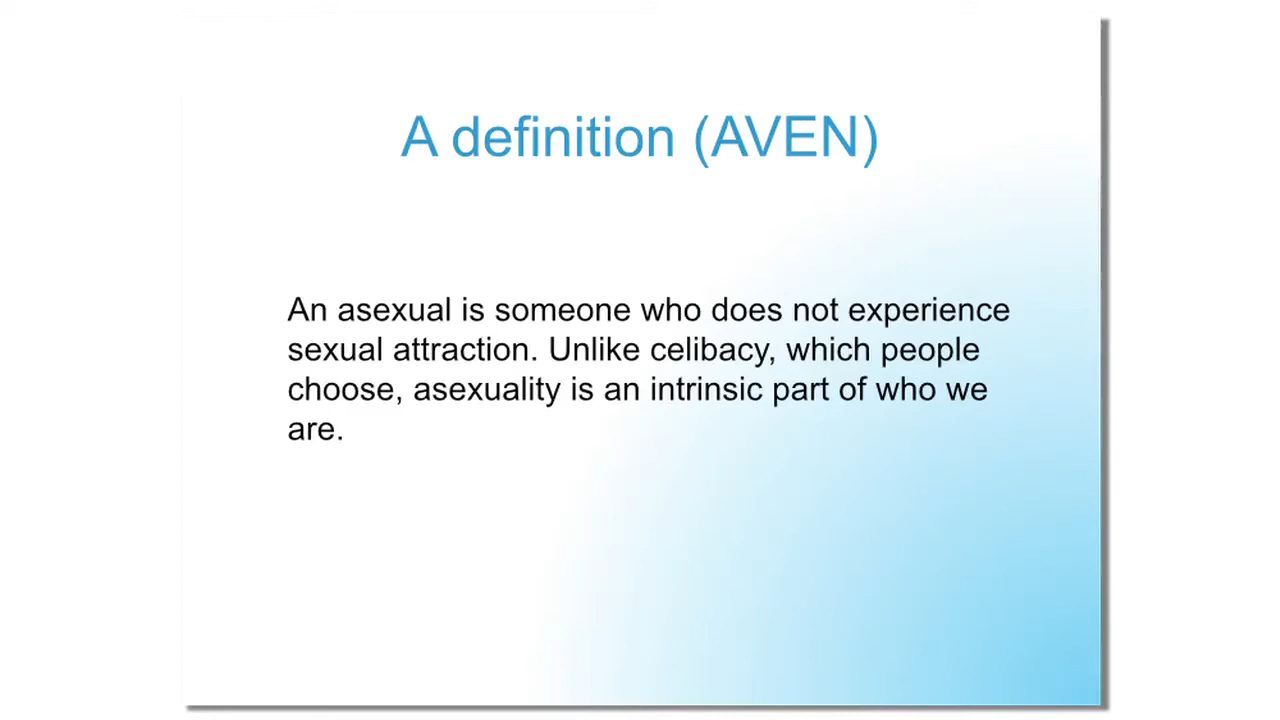 A definition (AVEN)
An asexual is someone who does not experience
sexual attraction. Unlike celibacy, which people
choose, asexuality is an intrinsic part of who we
are.